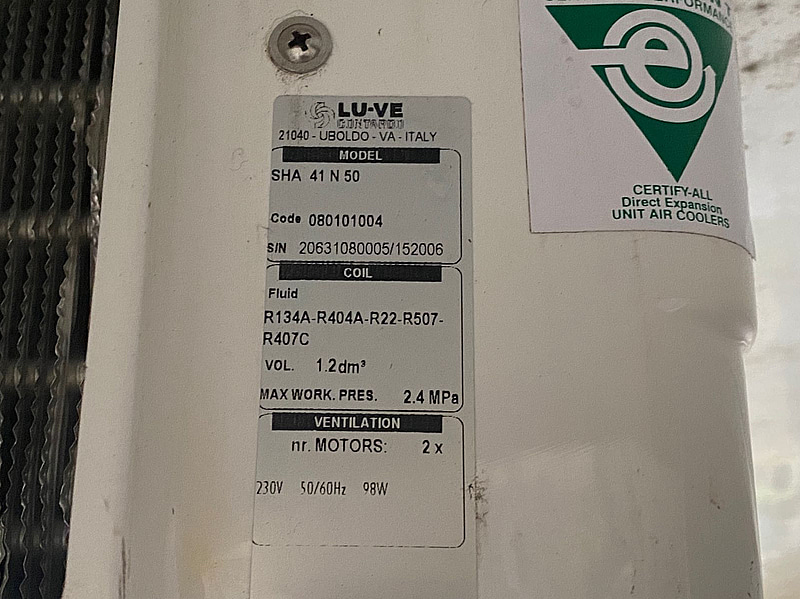 LU-VE
CONTARDO
21040 - UBOLDO - VA - ITALY
MODEL
SHA 41 N 50
Code 080101004
S/N 20631080005/152006
COIL
Fluid
R134A-R404A-R22-R507-
R407C
VOL. 1.2dm³
MAX WORK. PRES. 2.4 MPa
VENTILATION
nr. MOTORS: 2 x
230V 50/60Hz 98W
e
CERTIFY-ALL
Direct Expansion
UNIT AIR COOLERS